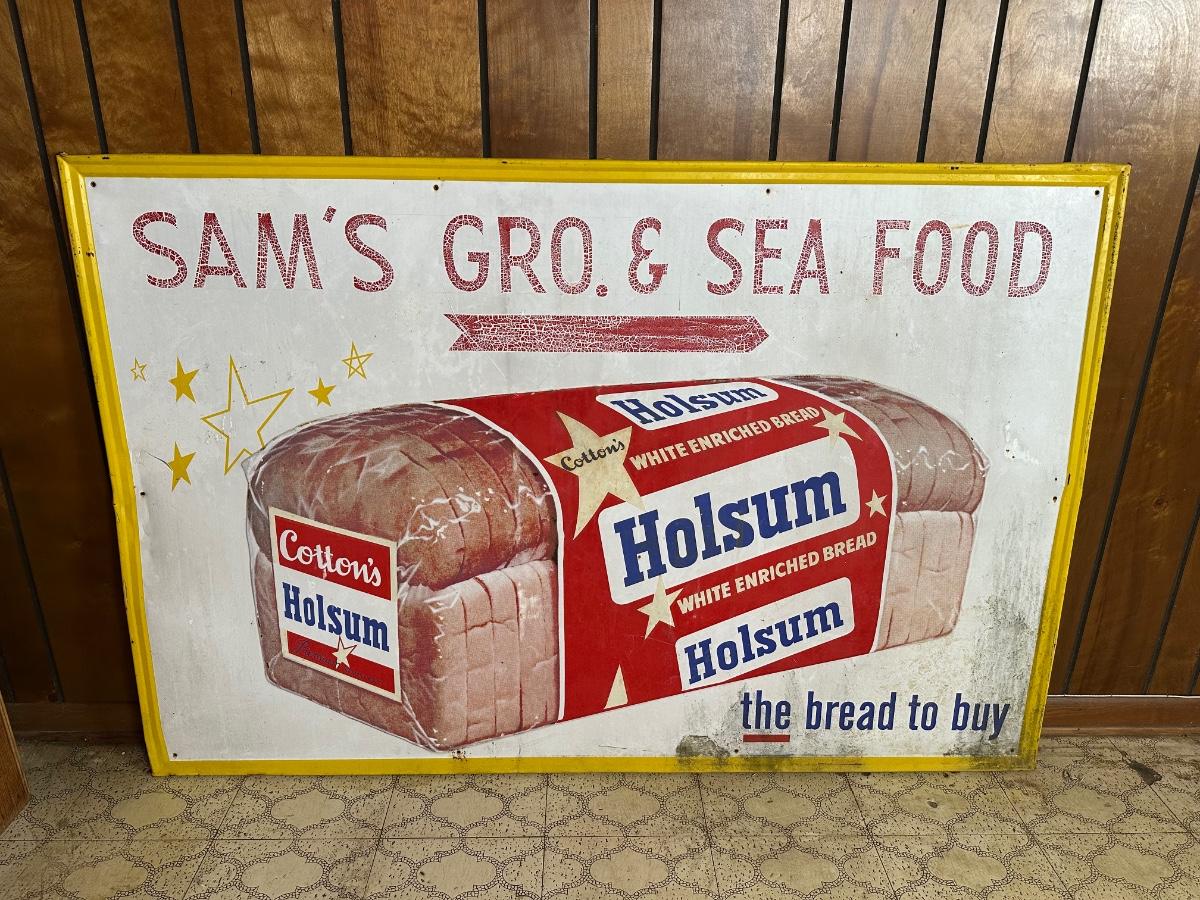 SAM'S GRO. & SEA FOOD
Holsum
WHITE ENRICHED BREAD
Cotton's
Holsum
WHITE ENRICHED BREAD
Holsum
Cotton's
Holsum
the bread to buy